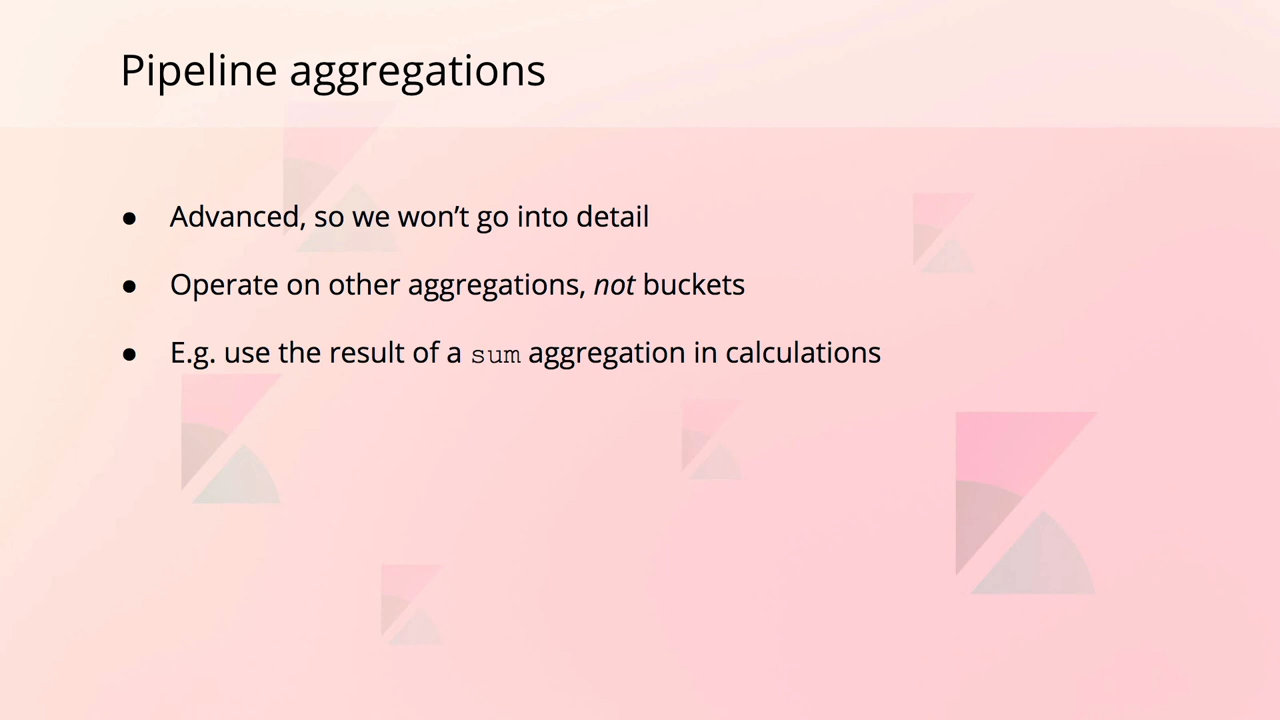 Pipeline aggregations
● Advanced, so we won’t go into detail
● Operate on other aggregations, not buckets
● E.g. use the result of a sum aggregation in calculations